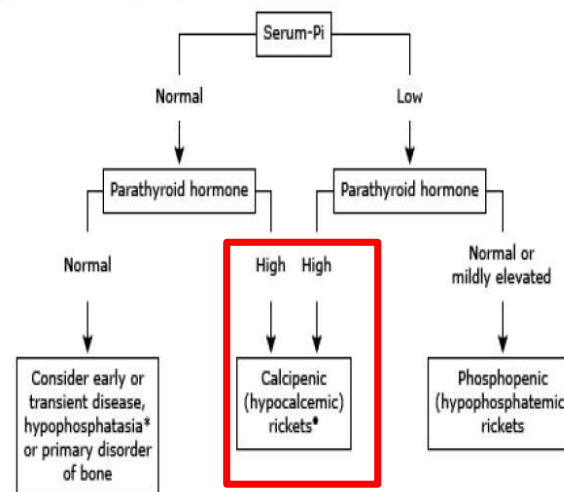 Serum-Pi
Normal
Low
Parathyroid hormone
Parathyroid hormone
Normal
High
High
Normal or
mildly elevated
Consider early or
transient disease,
hypophosphatasia*
or primary disorder
of bone
Calcipenic
(hypocalcemic)
rickets•
Phosphopenic
(hypophosphatemic
rickets